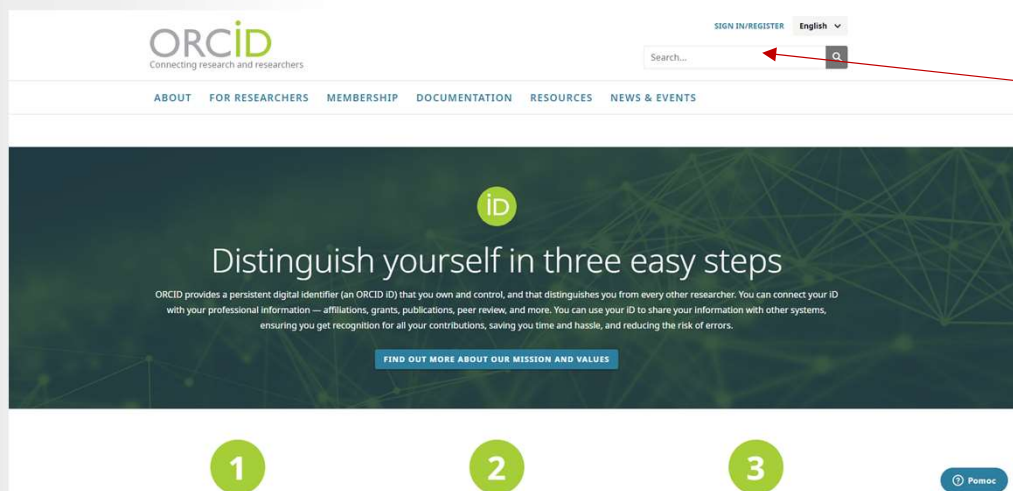 SIGN IN/REGISTER English
ORCID
Connecting research and researchers
Search...
ABOUT FOR RESEARCHERS MEMBERSHIP DOCUMENTATION RESOURCES NEWS & EVENTS
iD
Distinguish yourself in three easy steps
ORCID provides a persistent digital identifier (an ORCID iD) that you own and control, and that distinguishes you from every other researcher. You can connect your iD
with your professional information — affiliations, grants, publications, peer review, and more. You can use your iD to share your information with other systems,
ensuring you get recognition for all your contributions, saving you time and hassle, and reducing the risk of errors.
FIND OUT MORE ABOUT OUR MISSION AND VALUES
1 2 3
? Pomoc